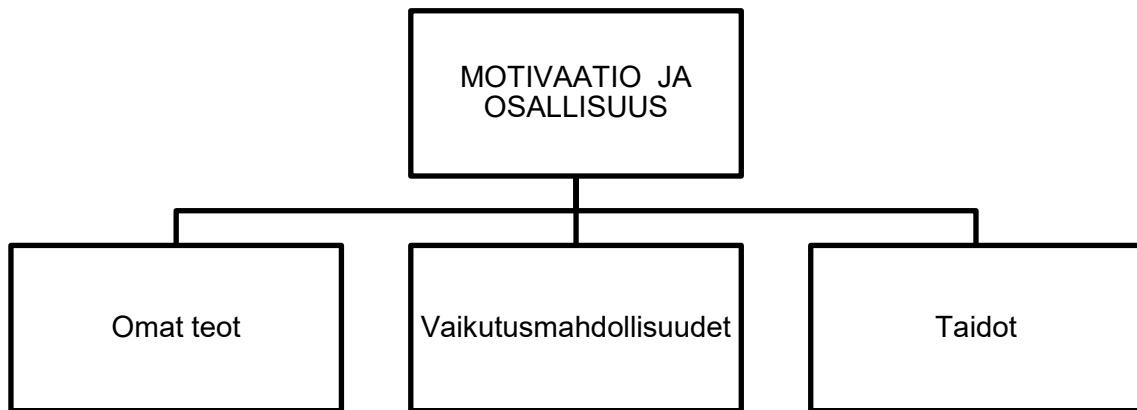 MOTIVAATIO JA
OSALLISUUS
Omat teot
Vaikutusmahdollisuudet
Taidot